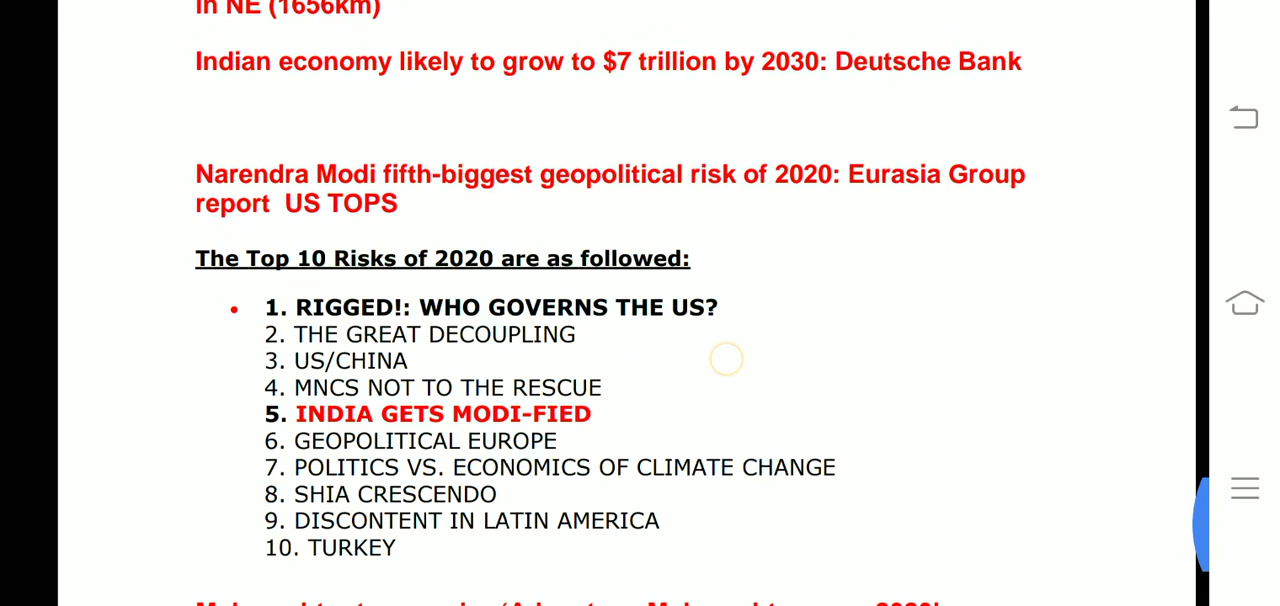 in NE (1656km)
Indian economy likely to grow to $7 trillion by 2030: Deutsche Bank
Narendra Modi fifth-biggest geopolitical risk of 2020: Eurasia Group
report  US TOPS
The Top 10 Risks of 2020 are as followed:
• 1. RIGGED!: WHO GOVERNS THE US?
2. THE GREAT DECOUPLING
3. US/CHINA
4. MNCS NOT TO THE RESCUE
5. INDIA GETS MODI-FIED
6. GEOPOLITICAL EUROPE
7. POLITICS VS. ECONOMICS OF CLIMATE CHANGE
8. SHIA CRESCENDO
9. DISCONTENT IN LATIN AMERICA
10. TURKEY